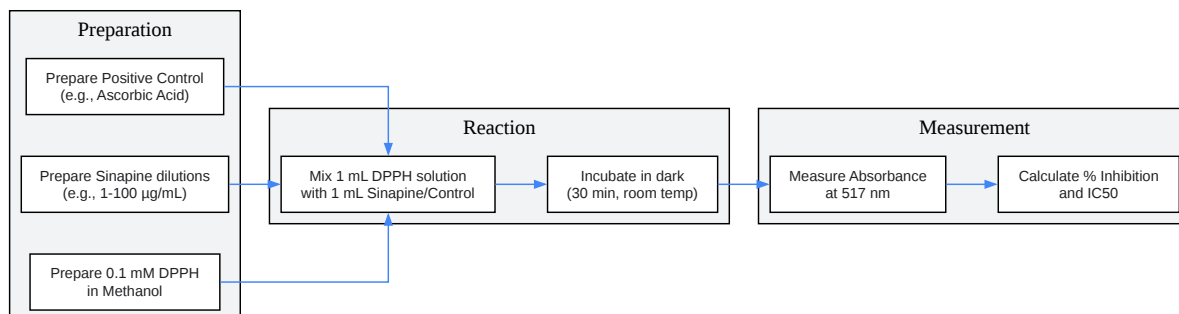 Preparation
Prepare Positive Control
(e.g., Ascorbic Acid)
Prepare Sinapine dilutions
(e.g., 1-100 µg/mL)
Prepare 0.1 mM DPPH
in Methanol
Reaction
Mix 1 mL DPPH solution
with 1 mL Sinapine/Control
Incubate in dark
(30 min, room temp)
Measurement
Measure Absorbance
at 517 nm
Calculate % Inhibition
and IC50